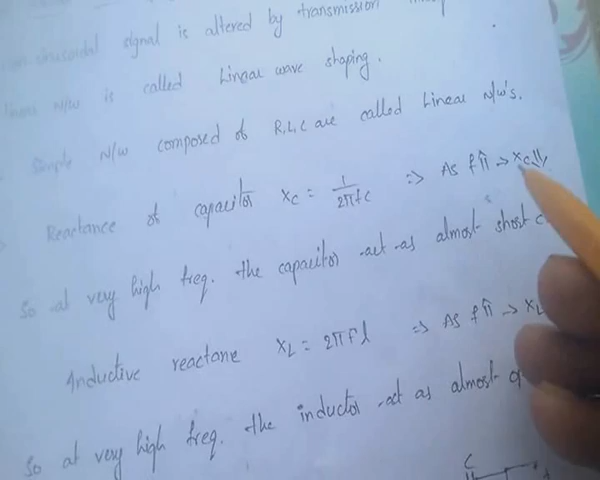 sinusoidal signal is altered by transmission
N/W is called Linear wave shaping.
Simple N/W composed of R, L, C are called Linear N/W's.
Reactance of capacitor Xc = 1/2πfc => As f⇈ → Xc⇊
So at very high freq. the capacitor act as almost short c
Inductive reactane XL = 2πFl => As f⇈ → XL
So at very high freq. the inductor act as almost o
C